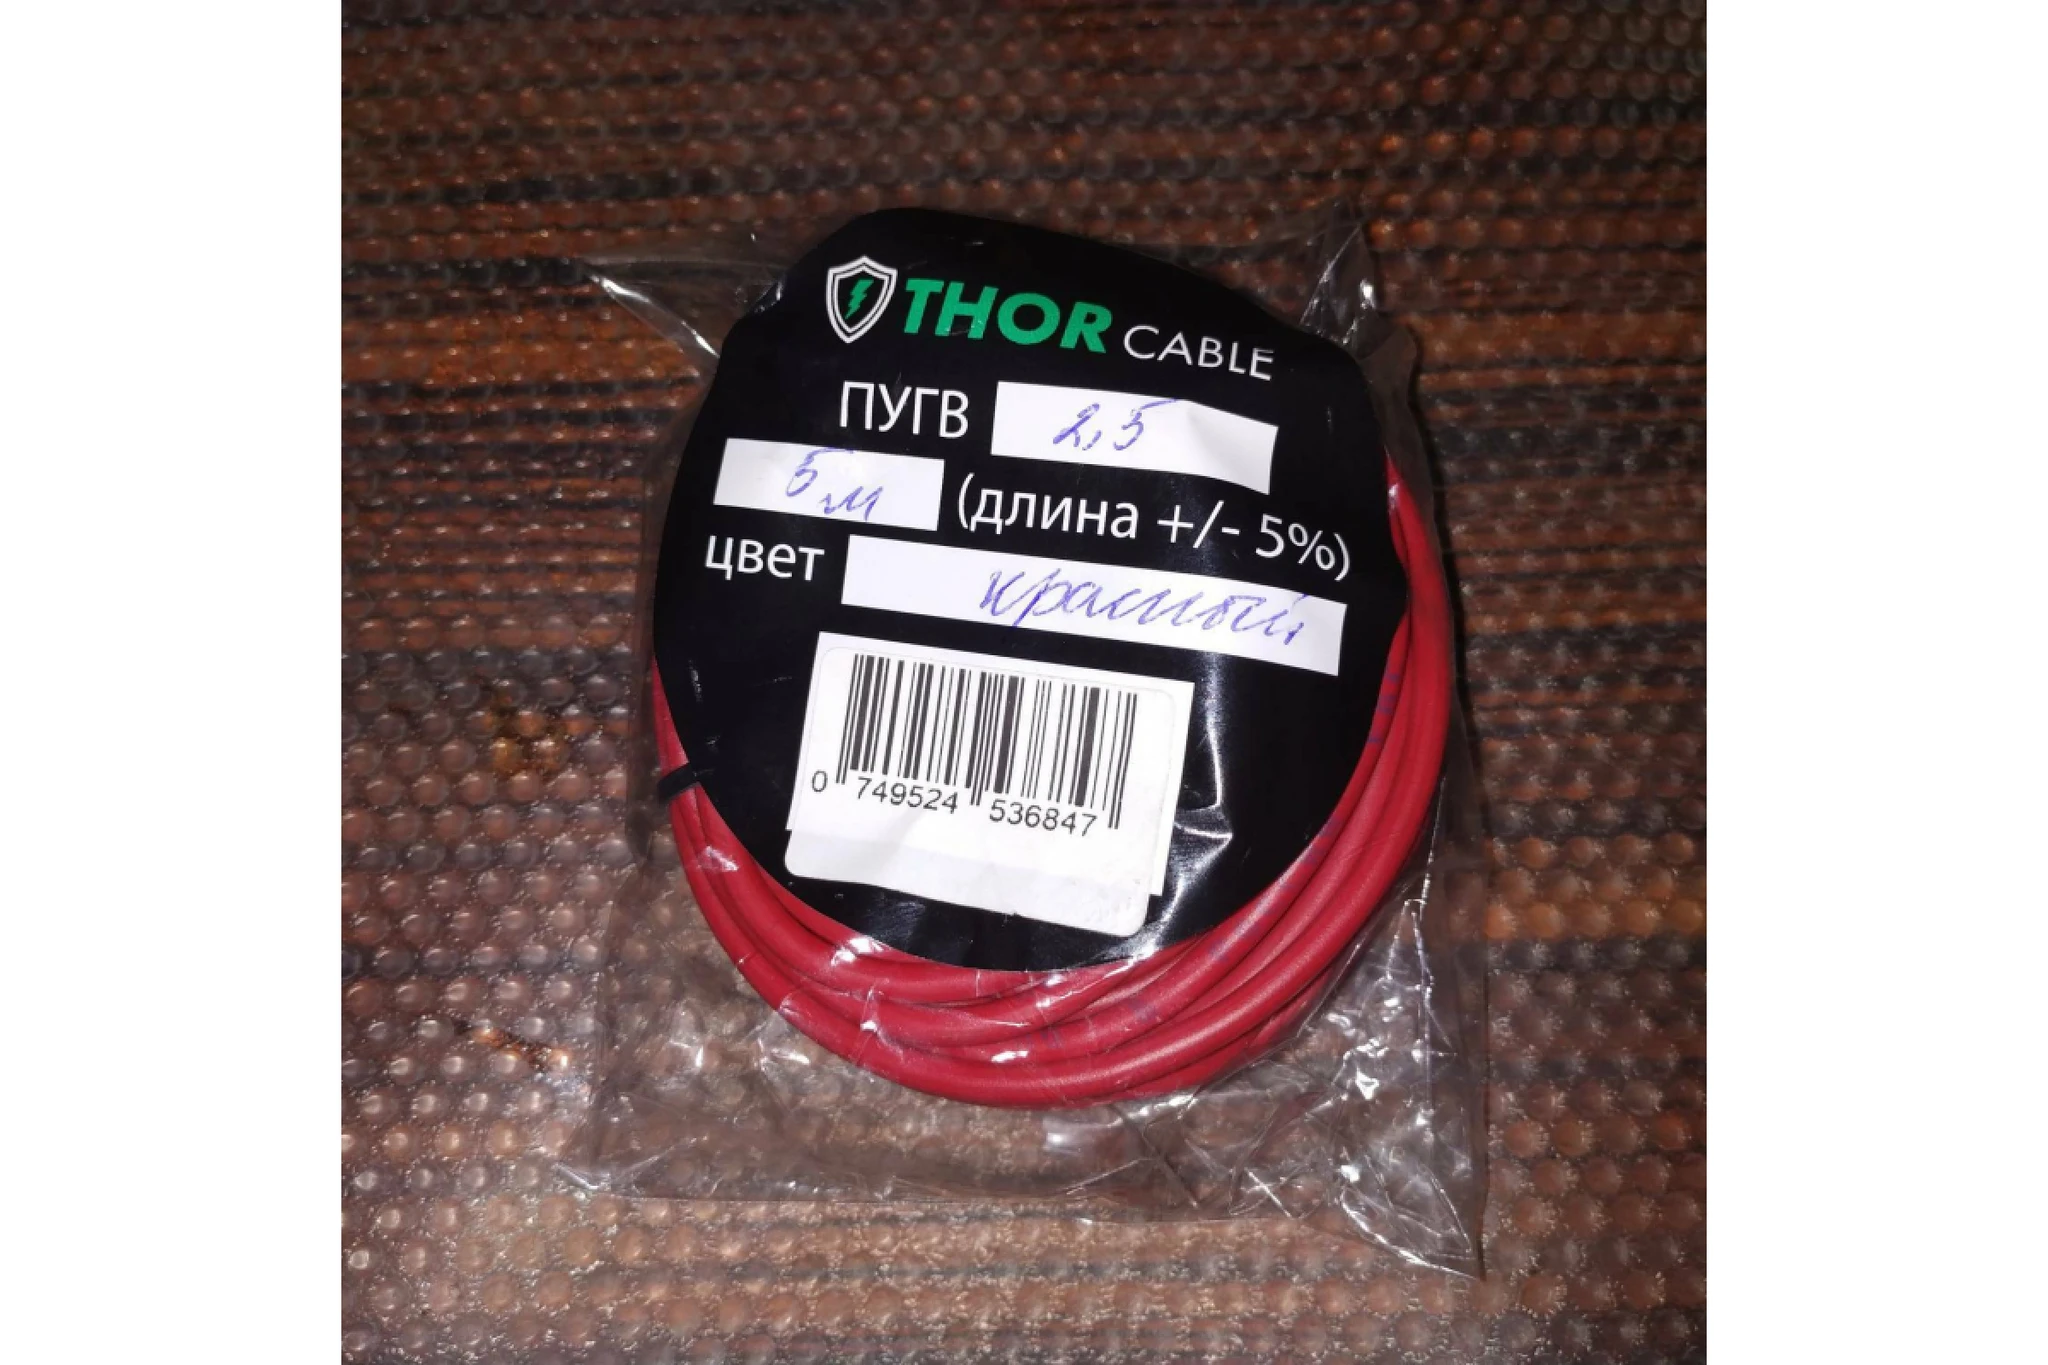 THOR CABLE
ПУГВ 2,5
5 м (длина +/- 5%)
цвет красный
0 749524 536847